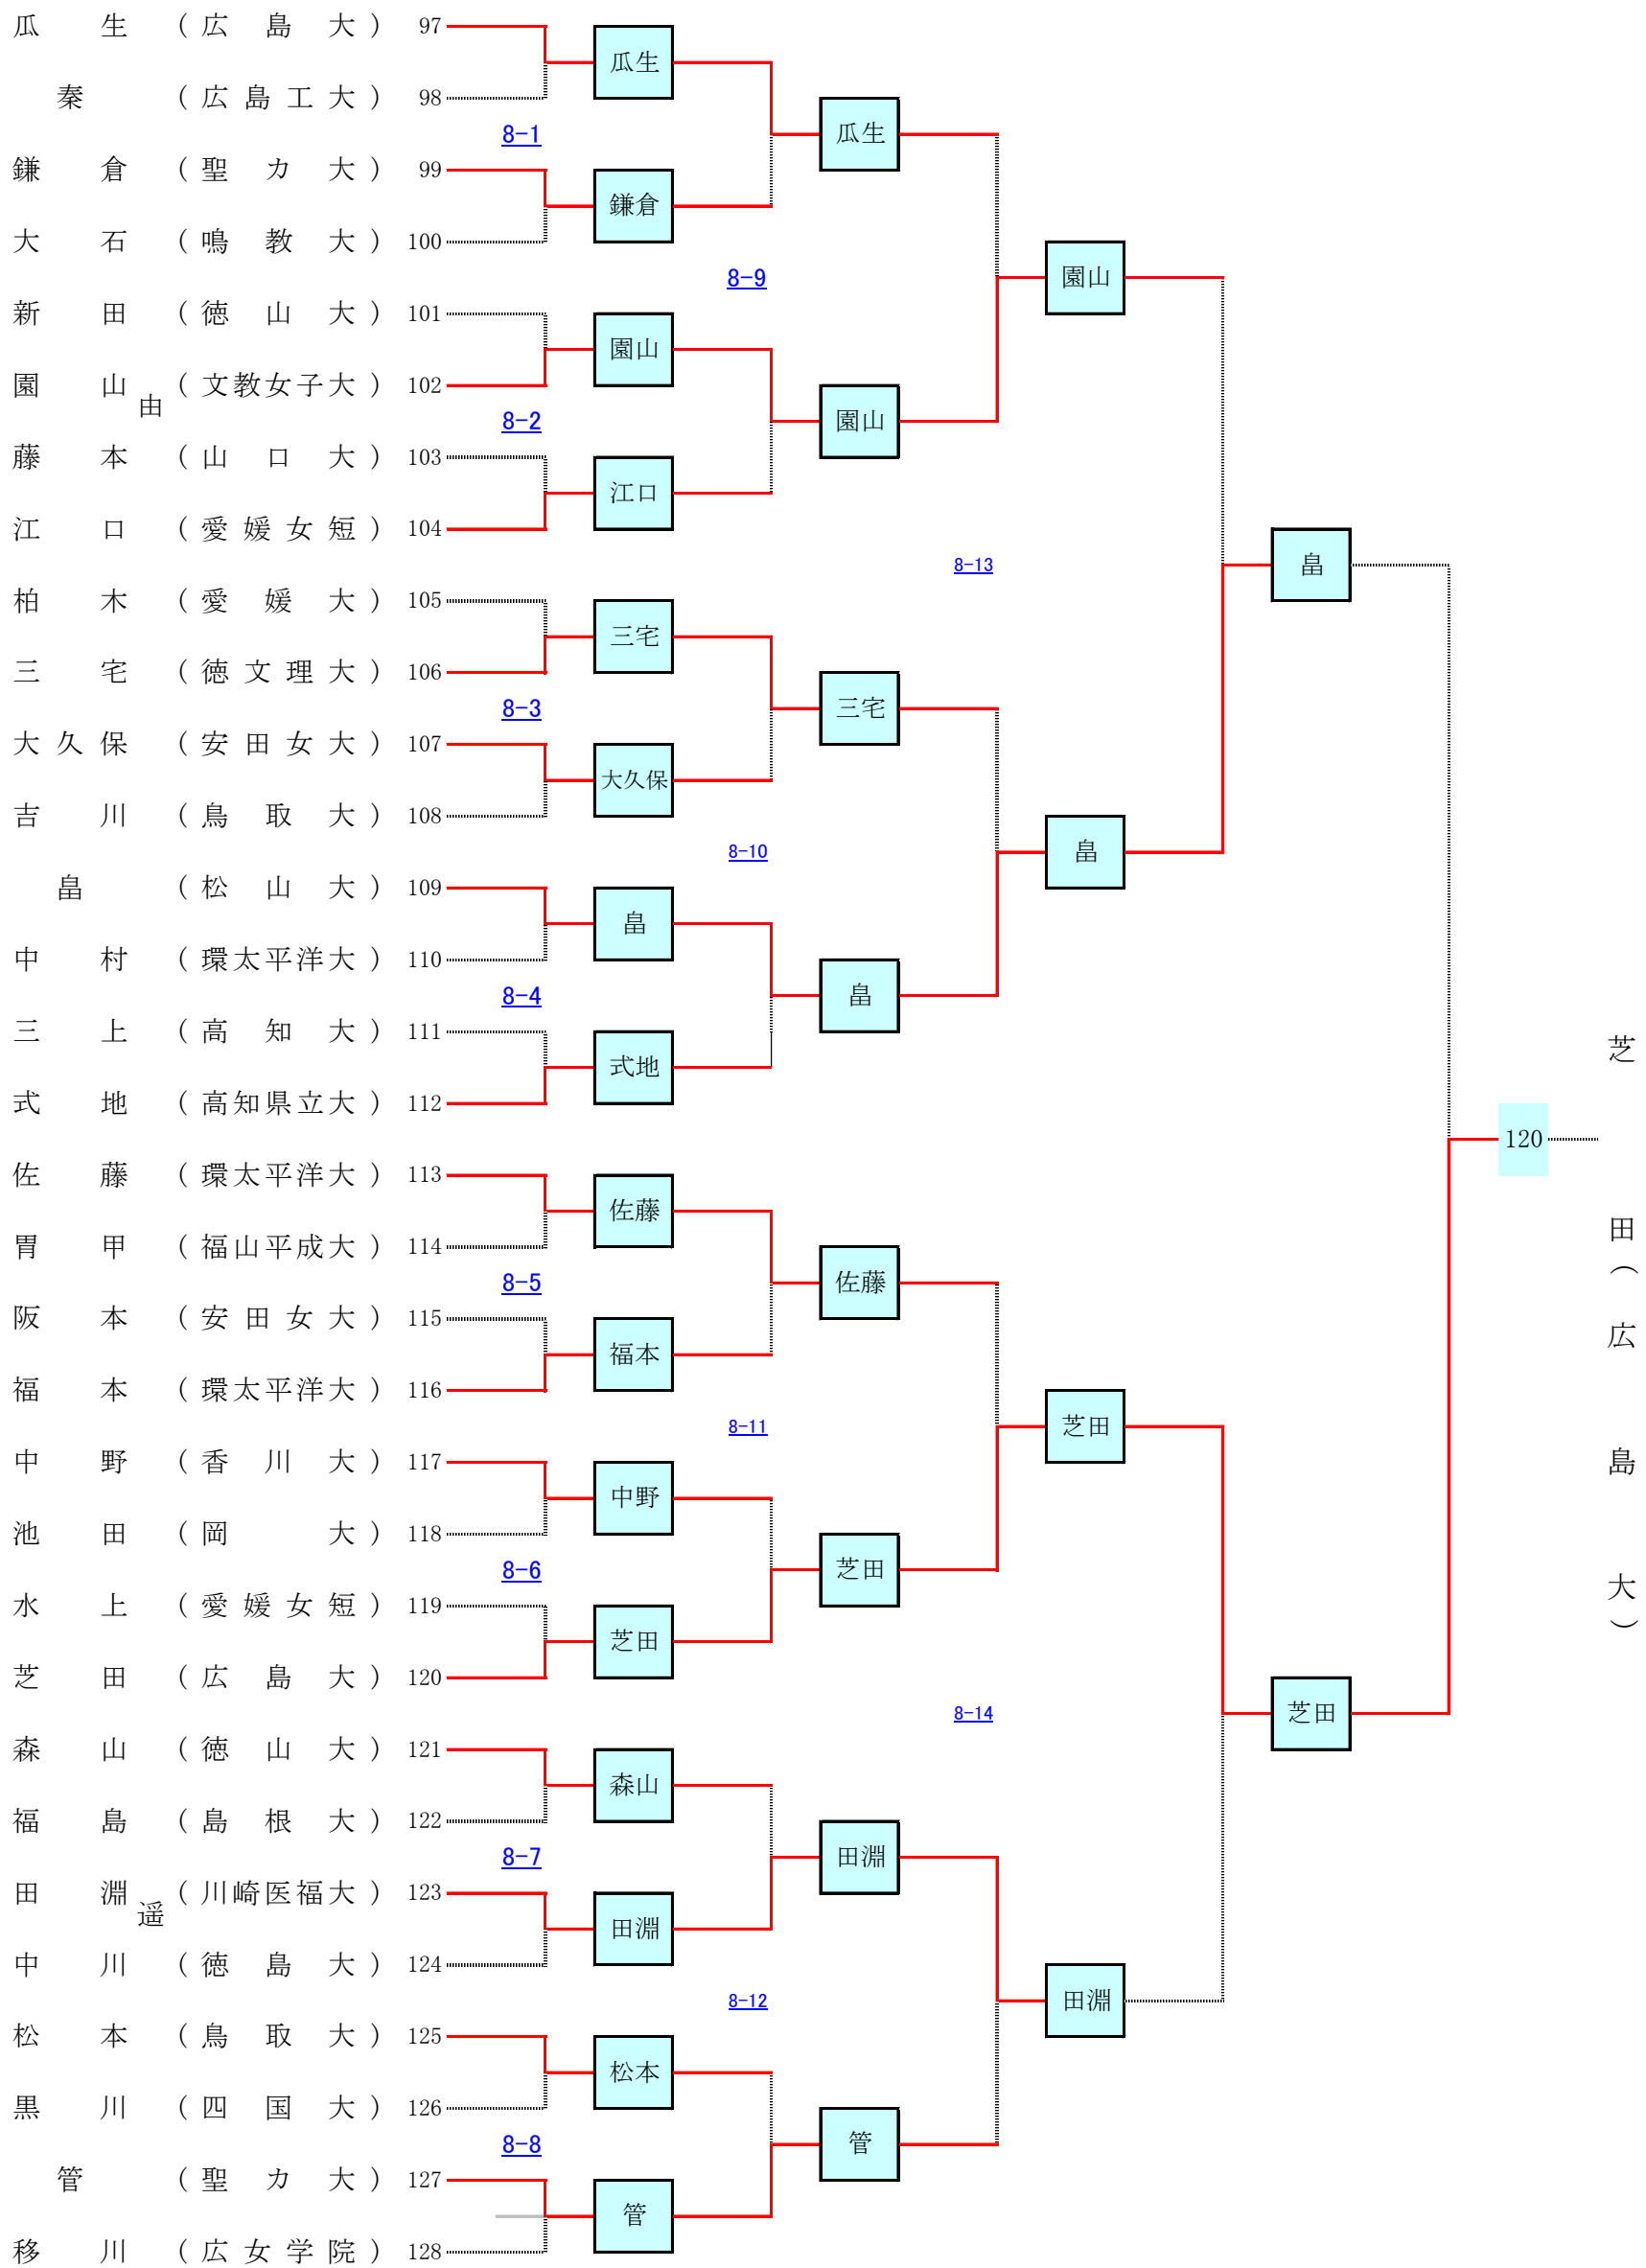 瓜生（広島大） 97
秦（広島工大） 98
8-1
鎌倉（聖カ大） 99
大石（鳴教大） 100
8-9
新田（徳山大） 101
園山由（文教女子大） 102
8-2
藤本（山口大） 103
江口（愛媛女短） 104
8-13
柏木（愛媛大） 105
三宅（徳文理大） 106
8-3
大久保（安田女大） 107
吉川（鳥取大） 108
8-10
畠（松山大） 109
中村（環太平洋大） 110
8-4
三上（高知大） 111
式地（高知県立大） 112
佐藤（環太平洋大） 113
胃甲（福山平成大） 114
8-5
阪本（安田女大） 115
福本（環太平洋大） 116
8-11
中野（香川大） 117
池田（岡大） 118
8-6
水上（愛媛女短） 119
芝田（広島大） 120
8-14
森山（徳山大） 121
福島（島根大） 122
8-7
田淵遥（川崎医福大） 123
中川（徳島大） 124
8-12
松本（鳥取大） 125
黒川（四国大） 126
8-8
管（聖カ大） 127
移川（広女学院） 128
瓜生
鎌倉
園山
江口
三宅
大久保
畠
式地
佐藤
福本
中野
芝田
森山
田淵
松本
管
瓜生
園山
三宅
畠
佐藤
芝田
田淵
管
園山
畠
芝田
田淵
畠
芝田
120
芝田（広島大）